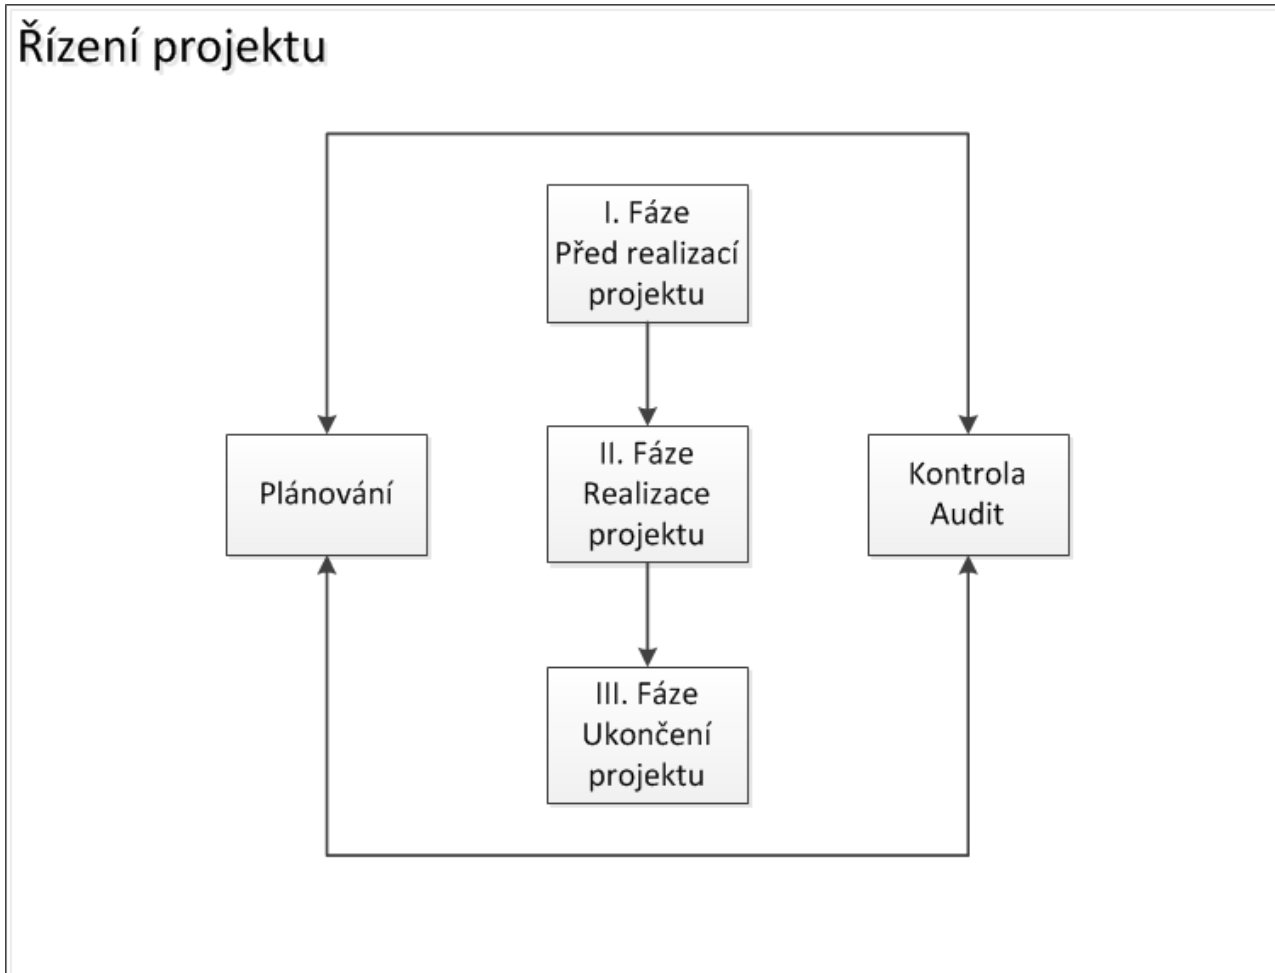 Řízení projektu
I. Fáze
Před realizací
projektu
Plánování
II. Fáze
Realizace
projektu
Kontrola
Audit
III. Fáze
Ukončení
projektu